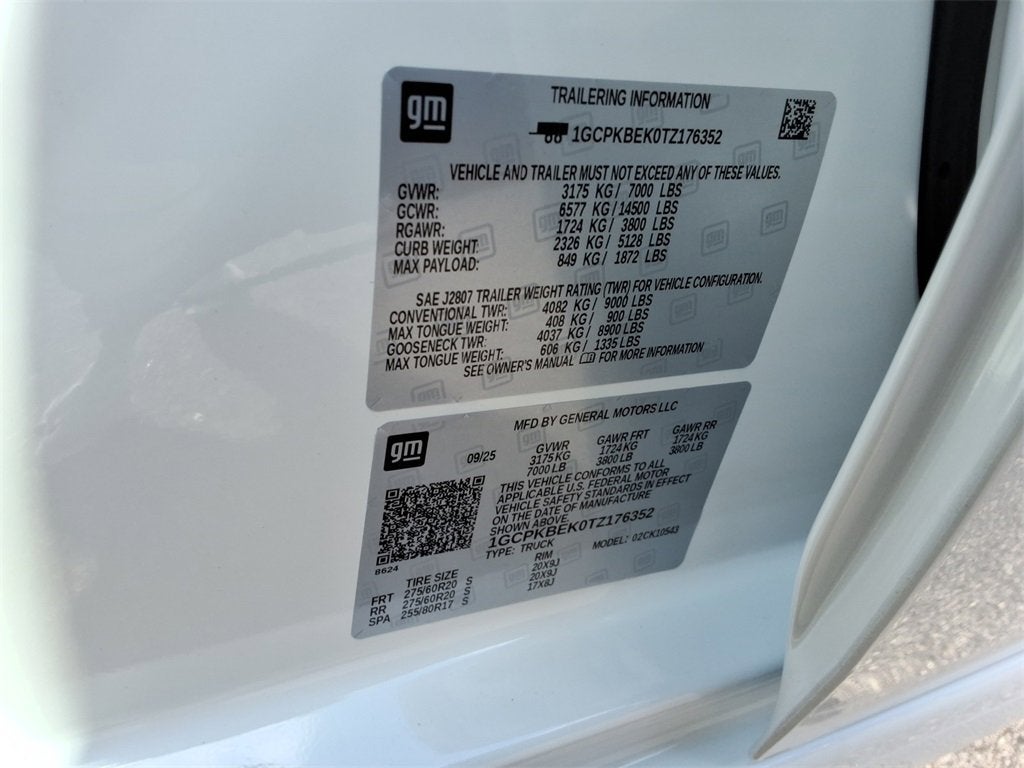 gm
TRAILERING INFORMATION
1GCPKBEK0TZ176352
VEHICLE AND TRAILER MUST NOT EXCEED ANY OF THESE VALUES.
GVWR: 3175 KG/ 7000 LBS
GCWR: 6577 KG/14500 LBS
RGAWR: 1724 KG/ 3800 LBS
CURB WEIGHT: 2326 KG/ 5128 LBS
MAX PAYLOAD: 849 KG/ 1872 LBS
SAE J2807 TRAILER WEIGHT RATING (TWR) FOR VEHICLE CONFIGURATION.
CONVENTIONAL TWR: 4082 KG/ 9000 LBS
MAX TONGUE WEIGHT: 408 KG/ 900 LBS
GOOSENECK TWR: 4037 KG/ 8900 LBS
MAX TONGUE WEIGHT: 606 KG/ 1335 LBS
SEE OWNER'S MANUAL FOR MORE INFORMATION
gm
MFD BY GENERAL MOTORS LLC
09/25 GVWR GAWR FRT GAWR RR
3175 KG 1724 KG 1724 KG
7000 LB 3800 LB 3800 LB
THIS VEHICLE CONFORMS TO ALL
APPLICABLE U.S. FEDERAL MOTOR
VEHICLE SAFETY STANDARDS IN EFFECT
ON THE DATE OF MANUFACTURE
SHOWN ABOVE.
1GCPKBEK0TZ176352
TYPE: TRUCK MODEL: 02CK10543
8624
TIRE SIZE RIM
FRT 275/60R20 S 20X9J
RR 275/60R20 S 20X9J
SPA 255/80R17 S 17X8J